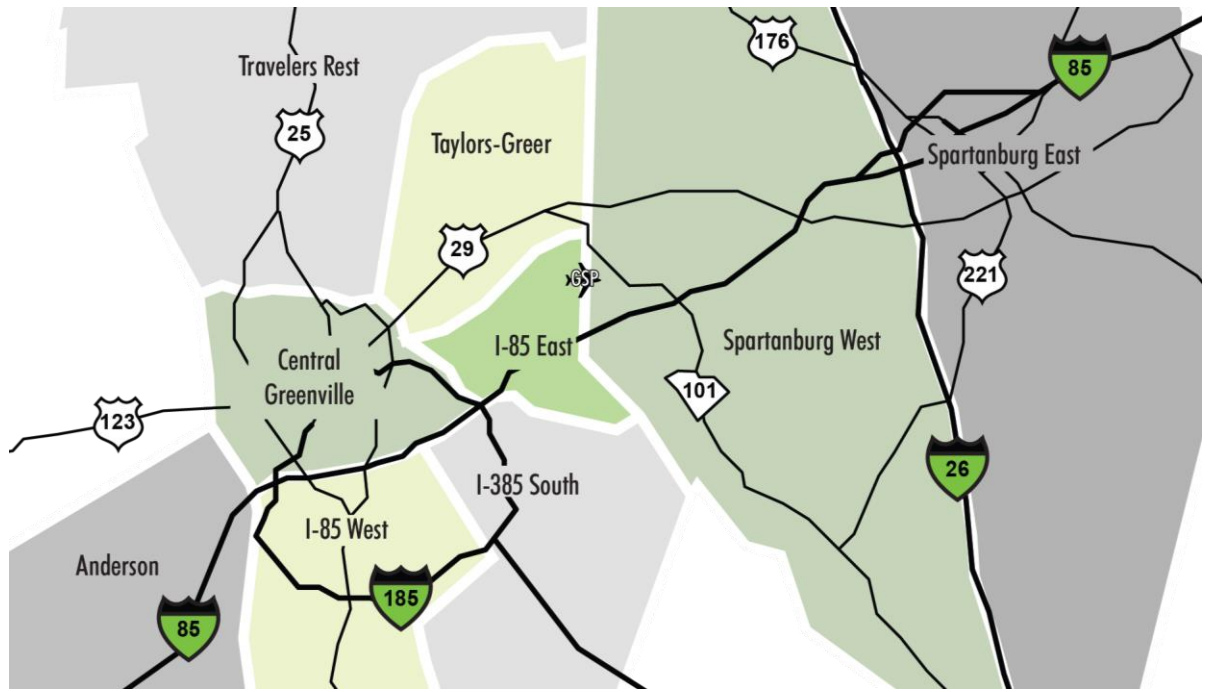 176
85
Travelers Rest
25
Taylors-Greer
Spartanburg East
29
221
GSP
Spartanburg West
I-85 East
Central
Greenville
101
123
26
I-385 South
I-85 West
Anderson
185
85